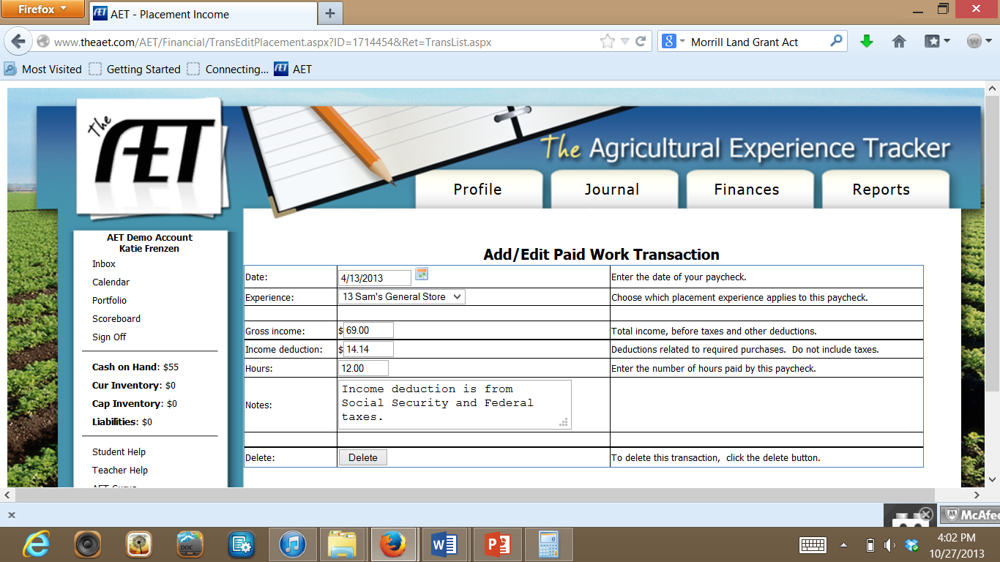 Firefox
AET - Placement Income
www.theaet.com/AET/Financial/TransEditPlacement.aspx?ID=1714454&Ret=TransList.aspx
Morrill Land Grant Act
Most Visited Getting Started Connecting... AET
The AET
The Agricultural Experience Tracker
Profile Journal Finances Reports
AET Demo Account
Katie Frenzen
Inbox
Calendar
Portfolio
Scoreboard
Sign Off
Cash on Hand: $55
Cur Inventory: $0
Cap Inventory: $0
Liabilities: $0
Student Help
Teacher Help
Add/Edit Paid Work Transaction
Date: 4/13/2013 Enter the date of your paycheck.
Experience: 13 Sam's General Store Choose which placement experience applies to this paycheck.
Gross income: $ 69.00 Total income, before taxes and other deductions.
Income deduction: $ 14.14 Deductions related to required purchases. Do not include taxes.
Hours: 12.00 Enter the number of hours paid by this paycheck.
Notes: Income deduction is from
Social Security and Federal
taxes.
Delete: Delete To delete this transaction, click the delete button.
McAfee
DOC
4:02 PM
10/27/2013